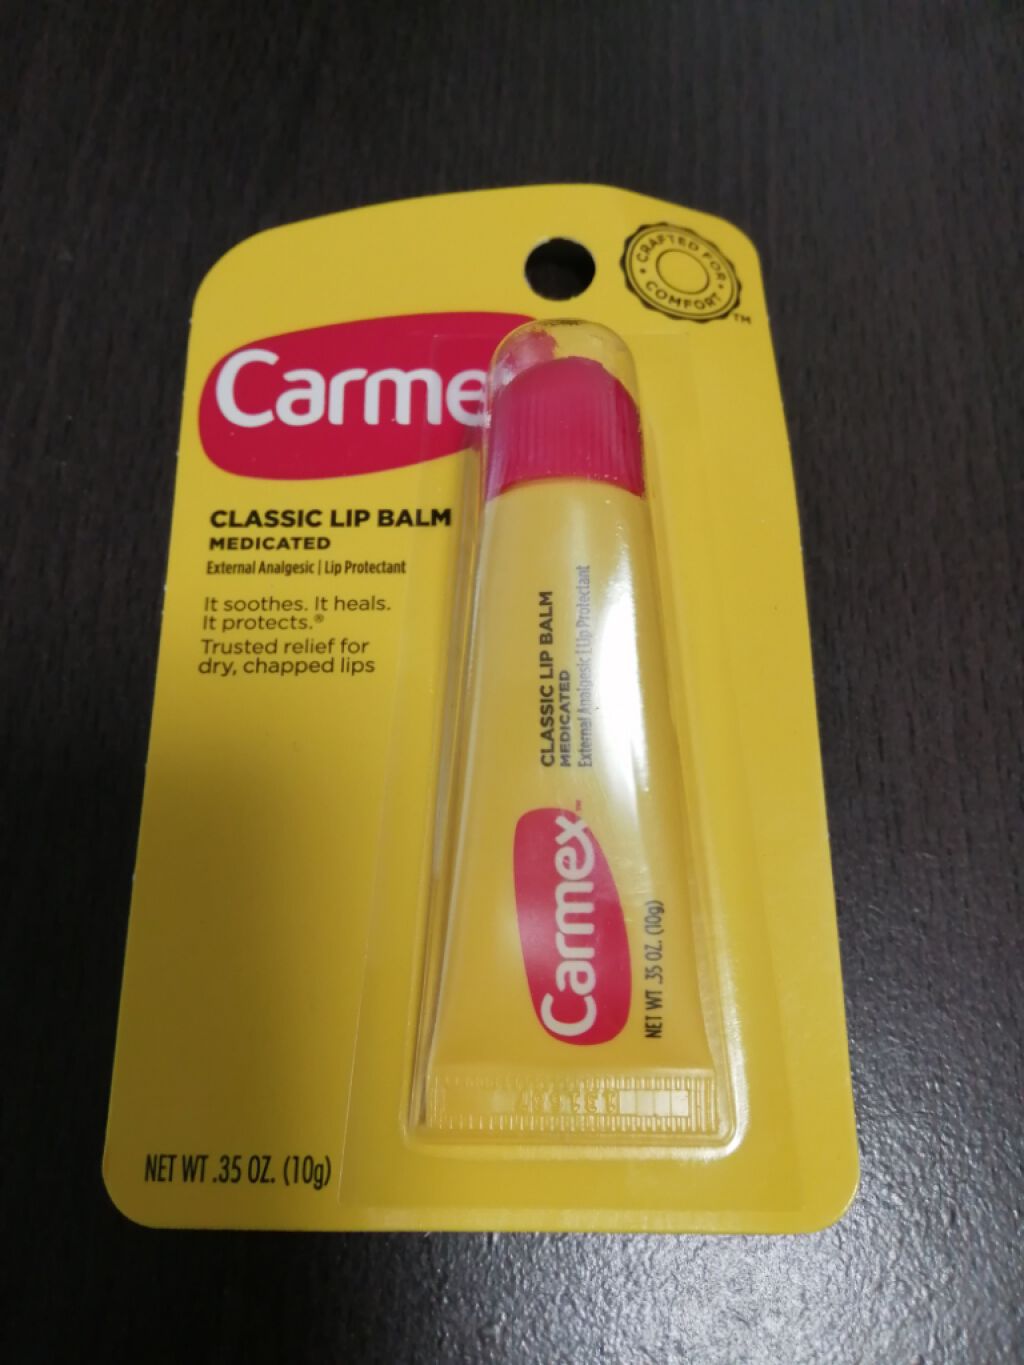 CRAFTED FOR
COMFORT
TM
Carme
CLASSIC LIP BALM
MEDICATED
External Analgesic | Lip Protectant
It soothes. It heals.
It protects.®
Trusted relief for
dry, chapped lips
CLASSIC LIP BALM
MEDICATED
External Analgesic | Lip Protectant
Carmex™
NET WT .35 OZ. (10g)
NET WT .35 OZ. (10g)